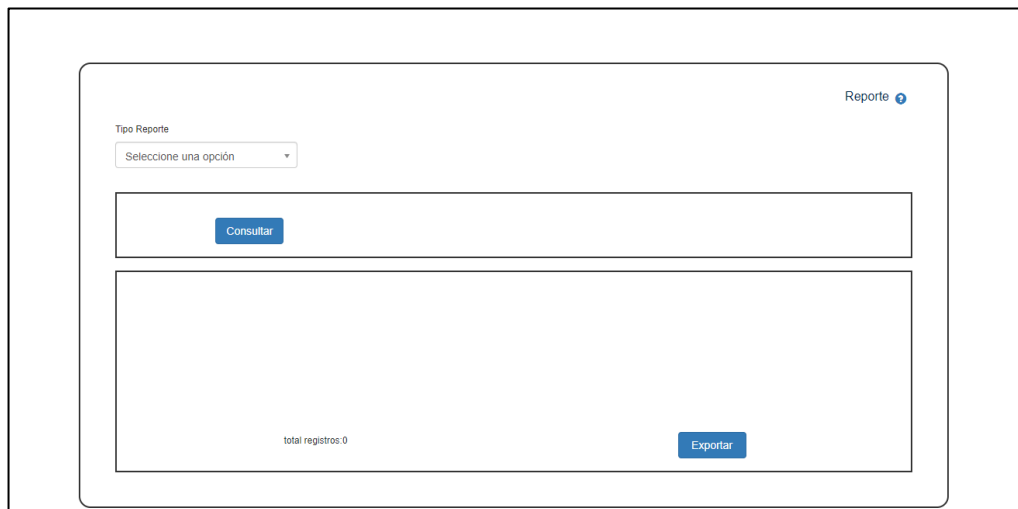 Reporte
Tipo Reporte
Seleccione una opción
Consultar
total registros:0
Exportar